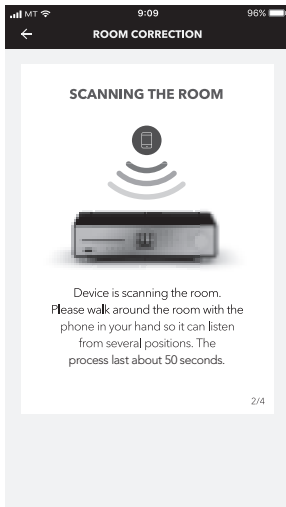 MT 9:09 96%
ROOM CORRECTION
SCANNING THE ROOM
Device is scanning the room.
Please walk around the room with the
phone in your hand so it can listen
from several positions. The
process last about 50 seconds.
2/4